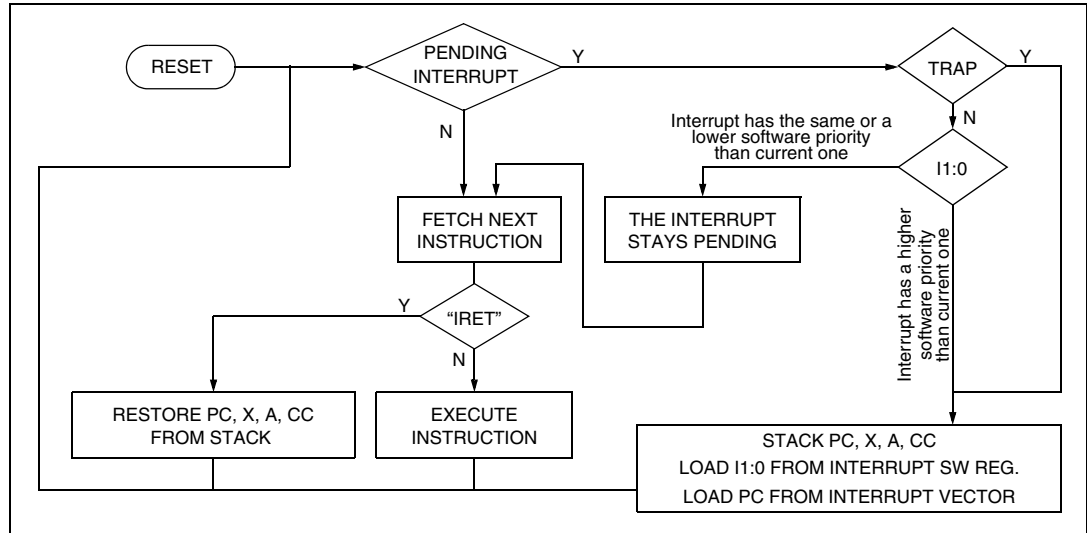 RESET
PENDING
INTERRUPT
Y
TRAP
Y
N
N
Interrupt has the same or a
lower software priority
than current one
I1:0
FETCH NEXT
INSTRUCTION
THE INTERRUPT
STAYS PENDING
Interrupt has a higher
software priority
than current one
Y
“IRET”
N
RESTORE PC, X, A, CC
FROM STACK
EXECUTE
INSTRUCTION
STACK PC, X, A, CC
LOAD I1:0 FROM INTERRUPT SW REG.
LOAD PC FROM INTERRUPT VECTOR